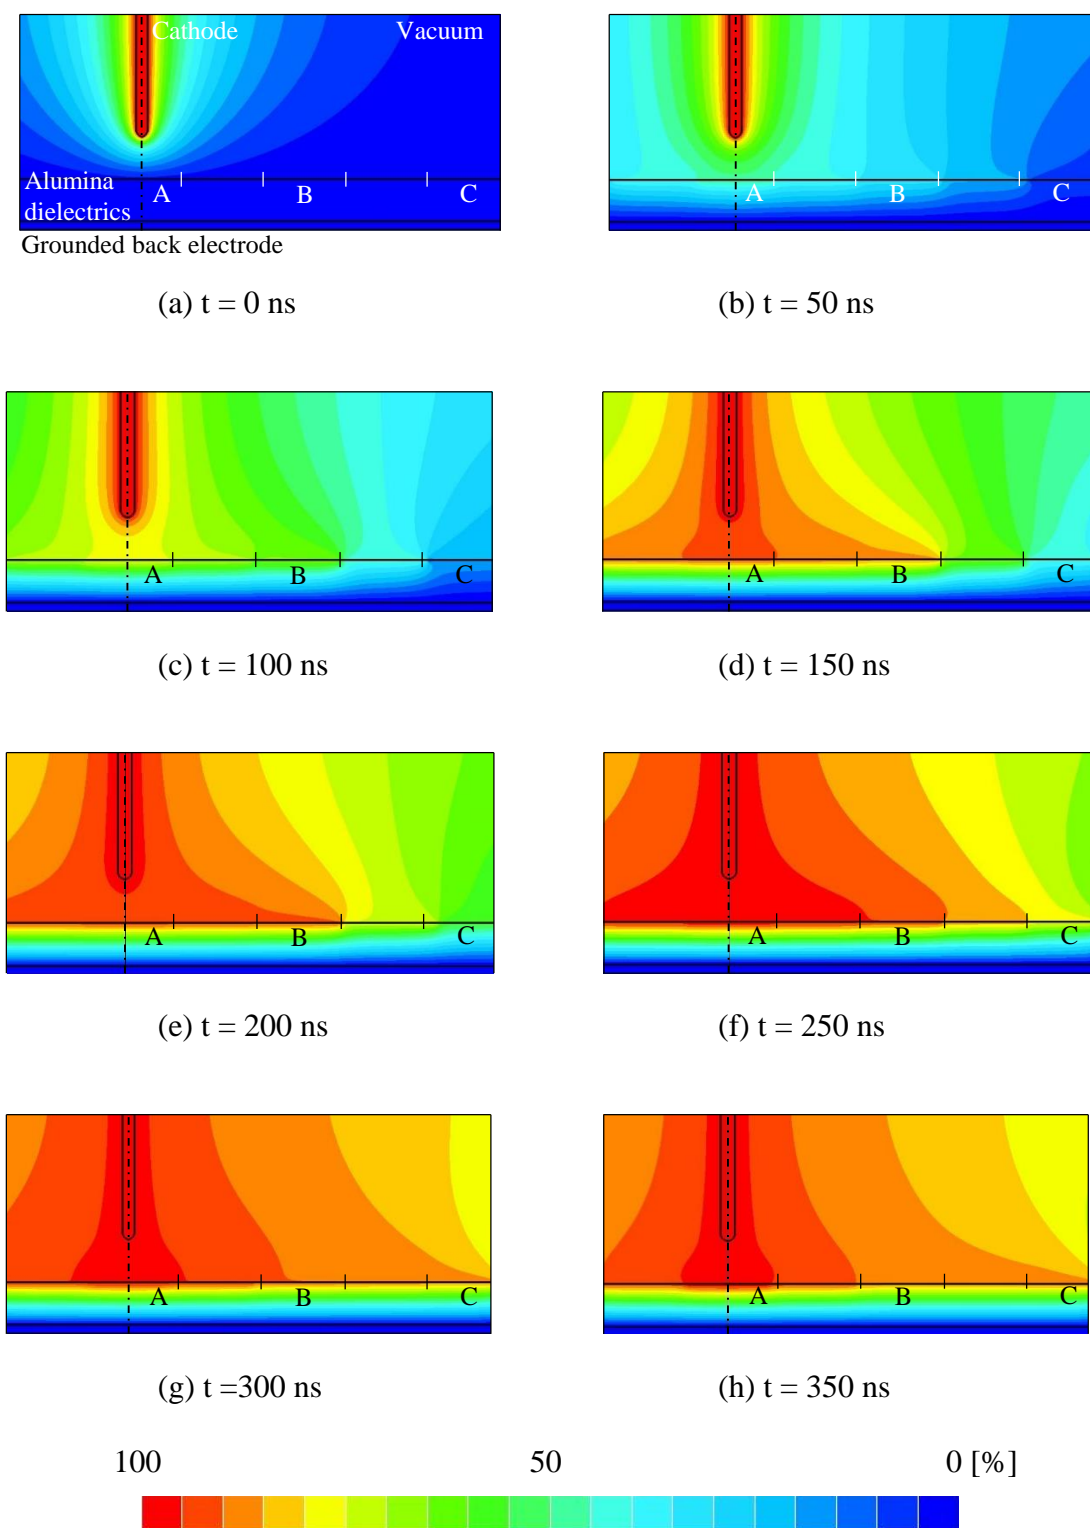 Cathode Vacuum
Alumina
dielectrics
A B C
Grounded back electrode
A B C
(a) t = 0 ns
(b) t = 50 ns
A B C
A B C
(c) t = 100 ns
(d) t = 150 ns
A B C
A B C
(e) t = 200 ns
(f) t = 250 ns
A B C
A B C
(g) t =300 ns
(h) t = 350 ns
100 50 0 [%]